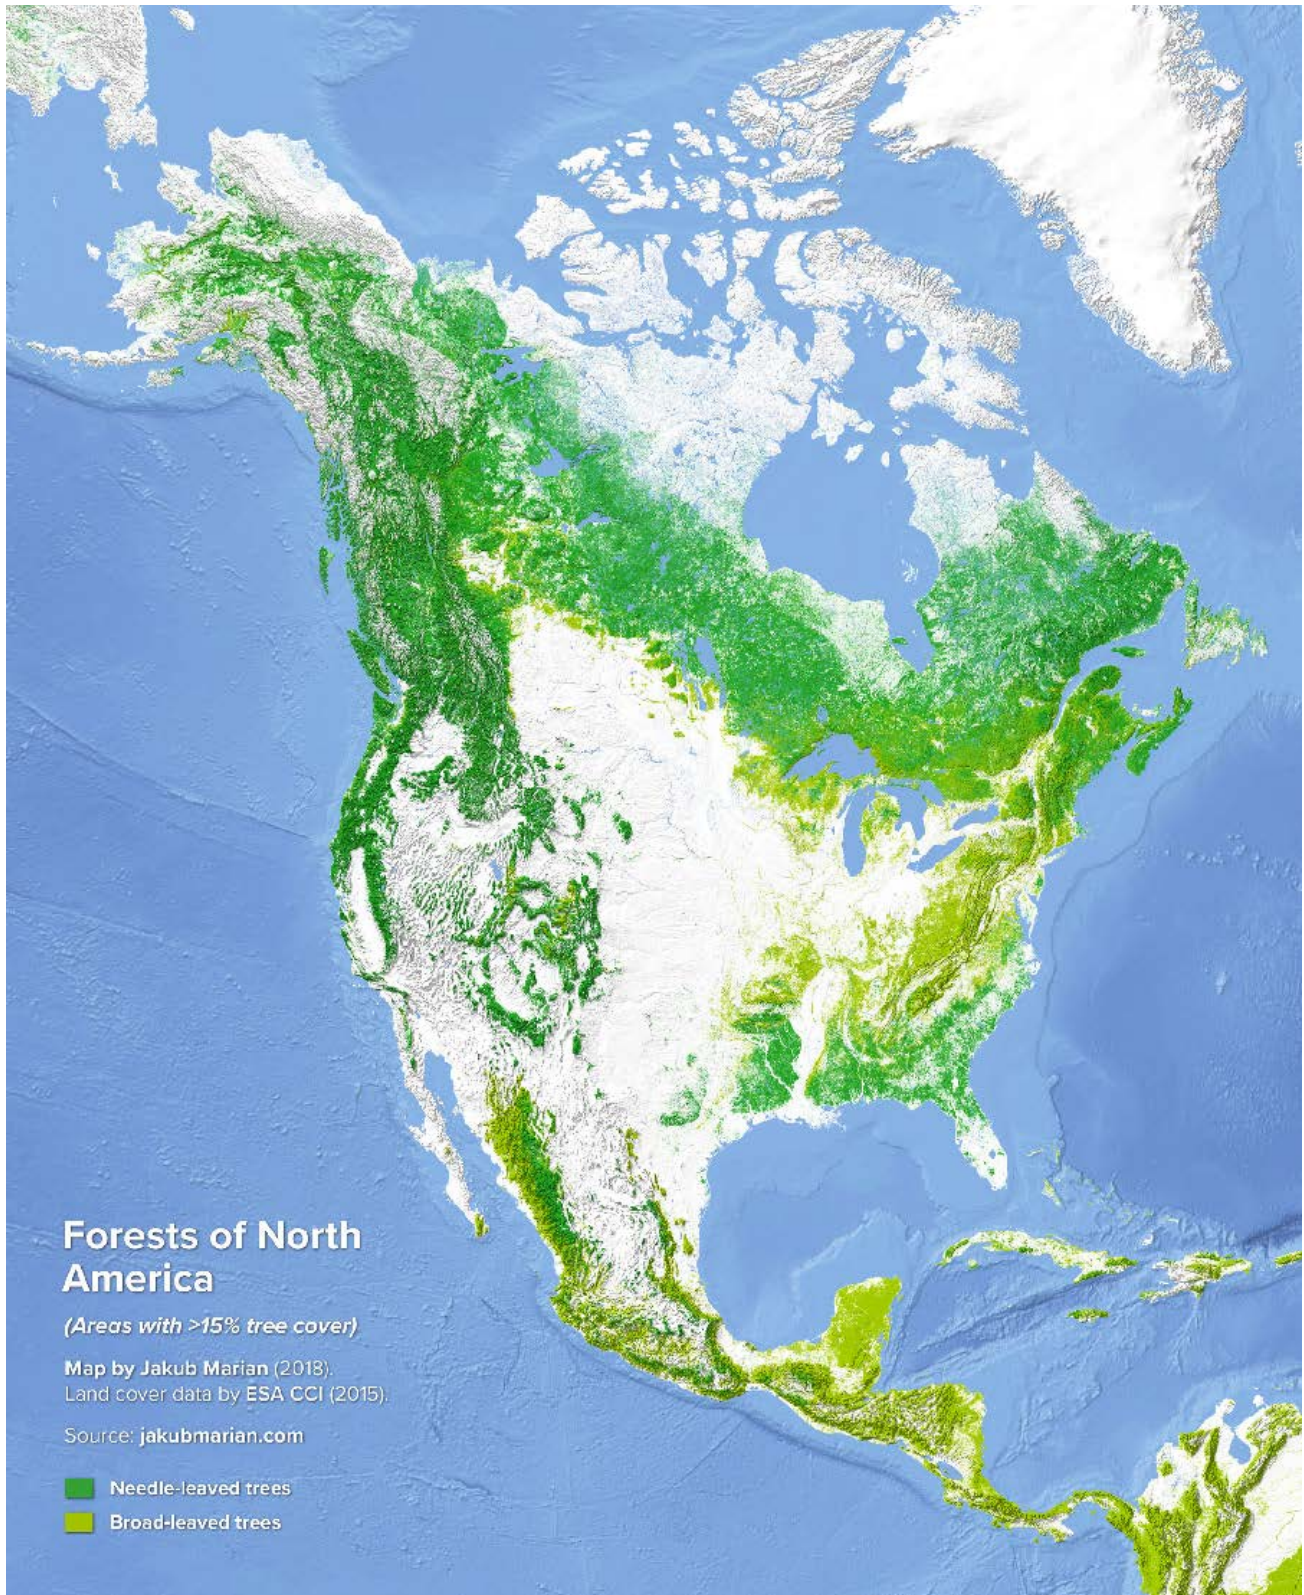 Forests of North
America
(Areas with >15% tree cover)
Map by Jakub Marian (2018).
Land cover data by ESA CCI (2015).
Source: jakubmarian.com
Needle-leaved trees
Broad-leaved trees